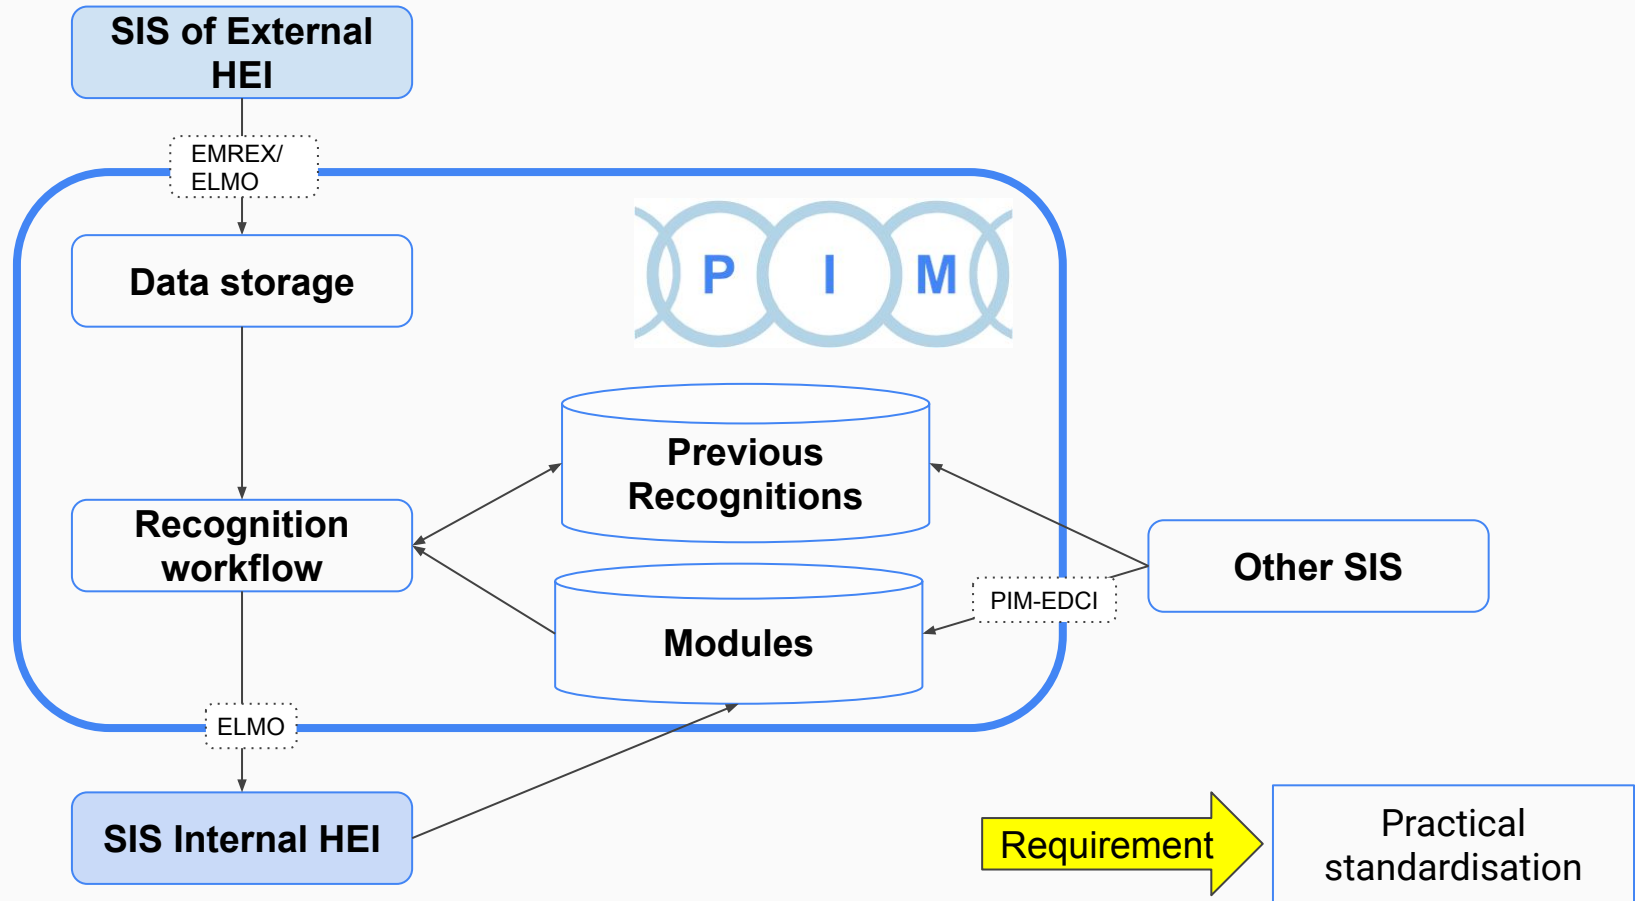 SIS of External
HEI
EMREX/
ELMO
P I M
Data storage
Previous
Recognitions
Recognition
workflow
Other SIS
PIM-EDCI
Modules
ELMO
SIS Internal HEI
Requirement
Practical
standardisation